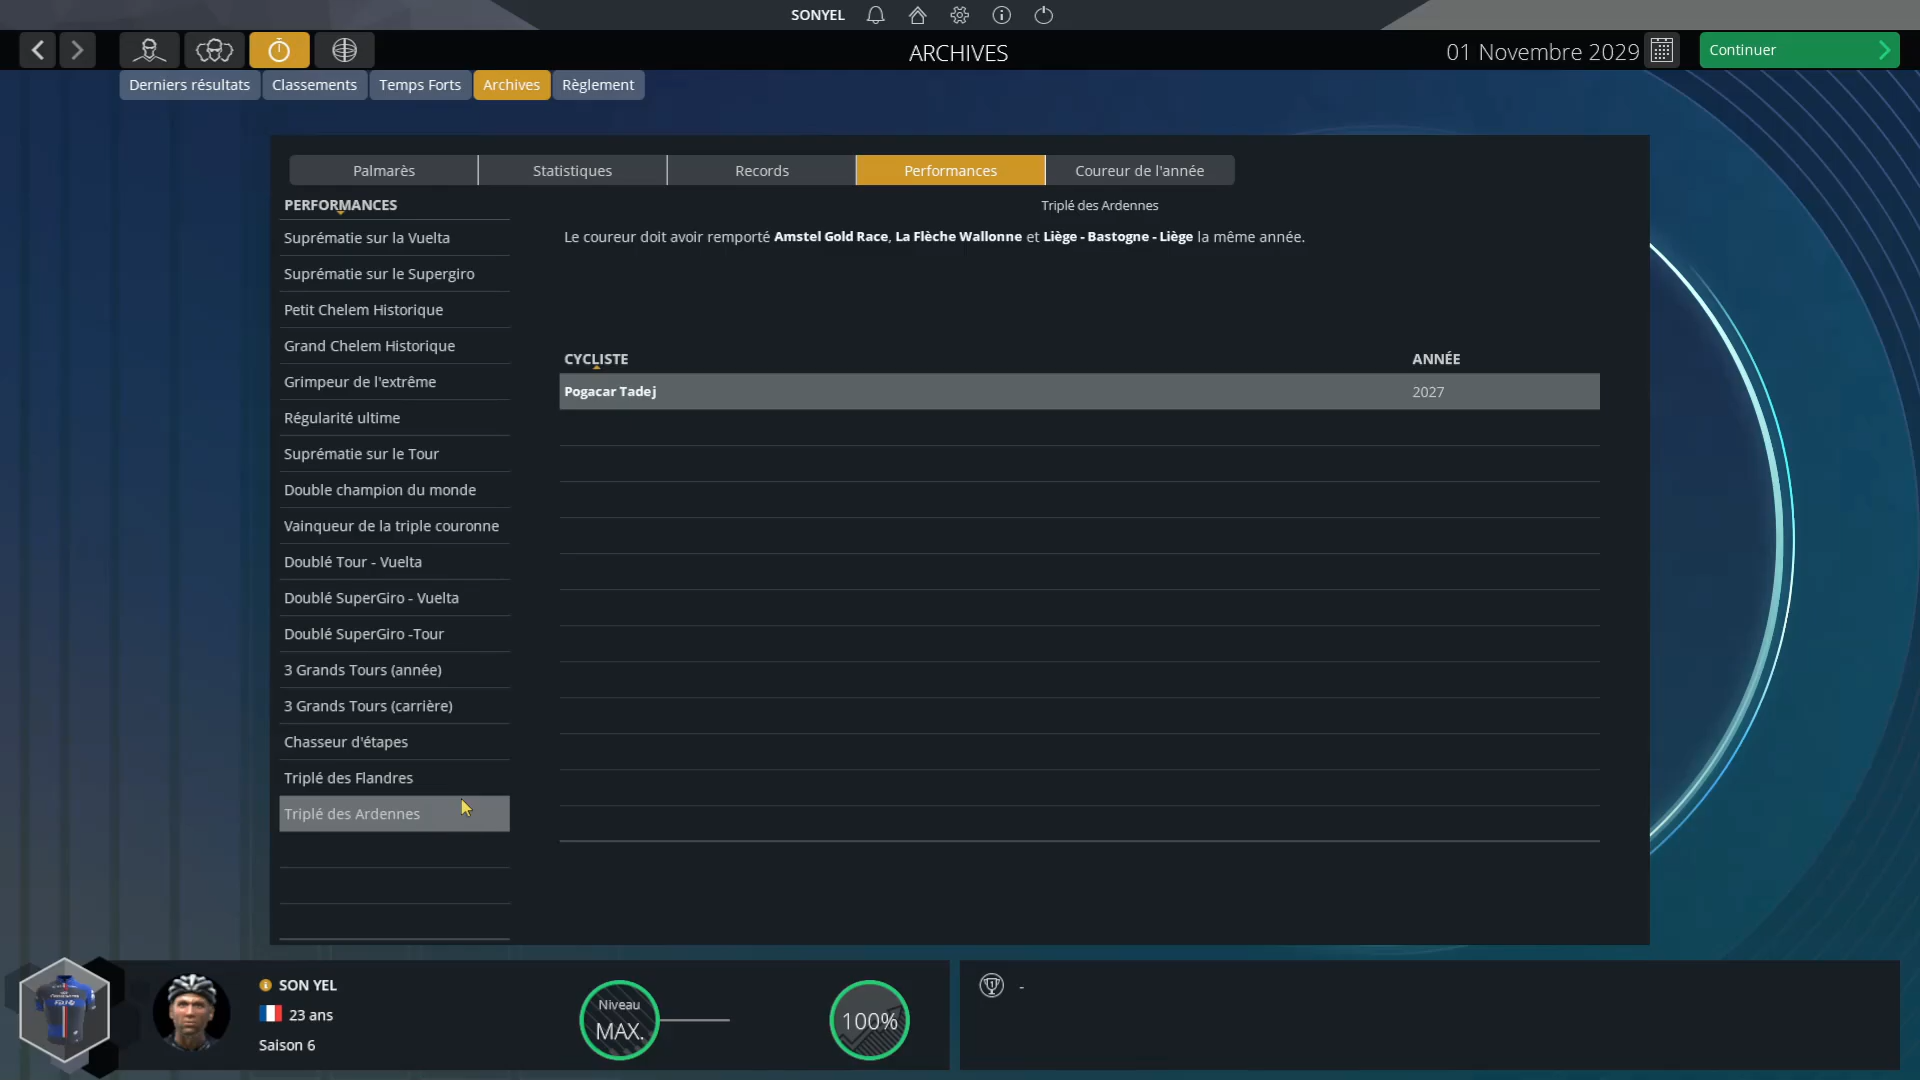 SONYEL
ARCHIVES
01 Novembre 2029
Continuer
Derniers résultats
Classements
Temps Forts
Archives
Règlement
Palmarès
Statistiques
Records
Performances
Coureur de l'année
PERFORMANCES
Suprématie sur la Vuelta
Suprématie sur le Supergiro
Petit Chelem Historique
Grand Chelem Historique
Grimpeur de l'extrême
Régularité ultime
Suprématie sur le Tour
Double champion du monde
Vainqueur de la triple couronne
Doublé Tour - Vuelta
Doublé SuperGiro - Vuelta
Doublé SuperGiro -Tour
3 Grands Tours (année)
3 Grands Tours (carrière)
Chasseur d'étapes
Triplé des Flandres
Triplé des Ardennes
Triplé des Ardennes
Le coureur doit avoir remporté Amstel Gold Race, La Flèche Wallonne et Liège - Bastogne - Liège la même année.
CYCLISTE ANNÉE
Pogacar Tadej 2027
SON YEL
23 ans
Saison 6
Niveau
MAX.
100%
-